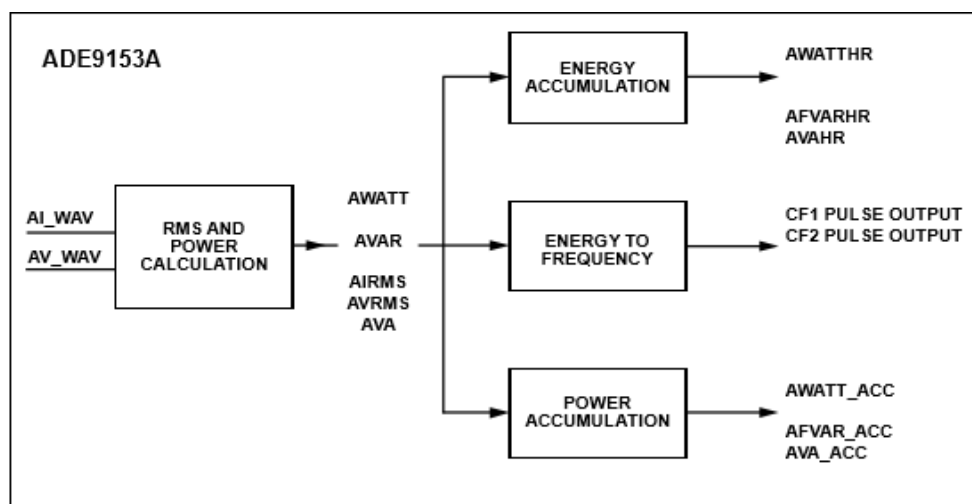 ADE9153A
AI_WAV
AV_WAV
RMS AND
POWER
CALCULATION
AWATT
AVAR
AIRMS
AVRMS
AVA
ENERGY
ACCUMULATION
AWATTHR
AFVARHR
AVAHR
ENERGY TO
FREQUENCY
CF1 PULSE OUTPUT
CF2 PULSE OUTPUT
POWER
ACCUMULATION
AWATT_ACC
AFVAR_ACC
AVA_ACC